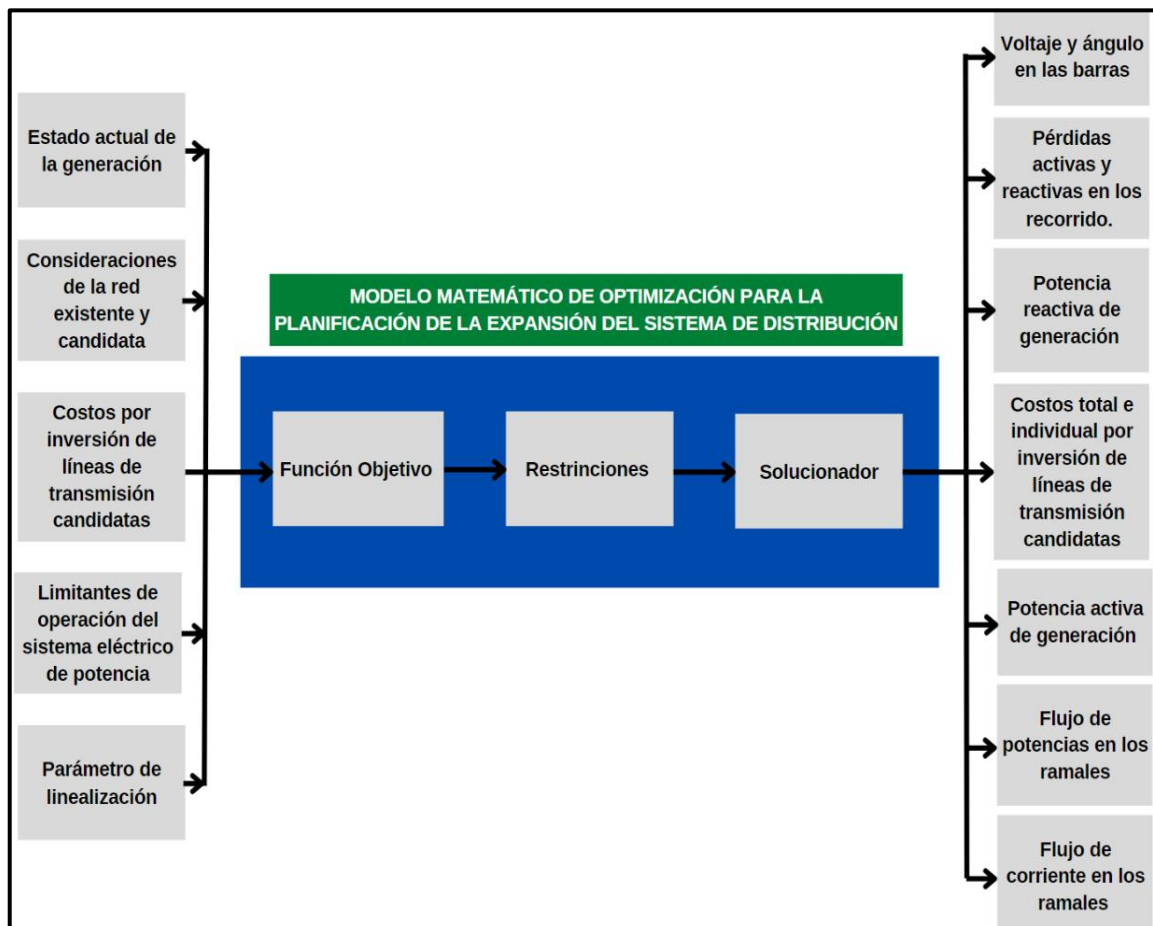 Estado actual de
la generación
Consideraciones
de la red
existente y
candidata
Costos por
inversión de
líneas de
transmisión
candidatas
Limitantes de
operación del
sistema eléctrico
de potencia
Parámetro de
linealización
MODELO MATEMÁTICO DE OPTIMIZACIÓN PARA LA
PLANIFICACIÓN DE LA EXPANSIÓN DEL SISTEMA DE DISTRIBUCIÓN
Función Objetivo
Restrinciones
Solucionador
Voltaje y ángulo
en las barras
Pérdidas
activas y
reactivas en los
recorrido.
Potencia
reactiva de
generación
Costos total e
individual por
inversión de
líneas de
transmisión
candidatas
Potencia activa
de generación
Flujo de
potencias en los
ramales
Flujo de
corriente en los
ramales